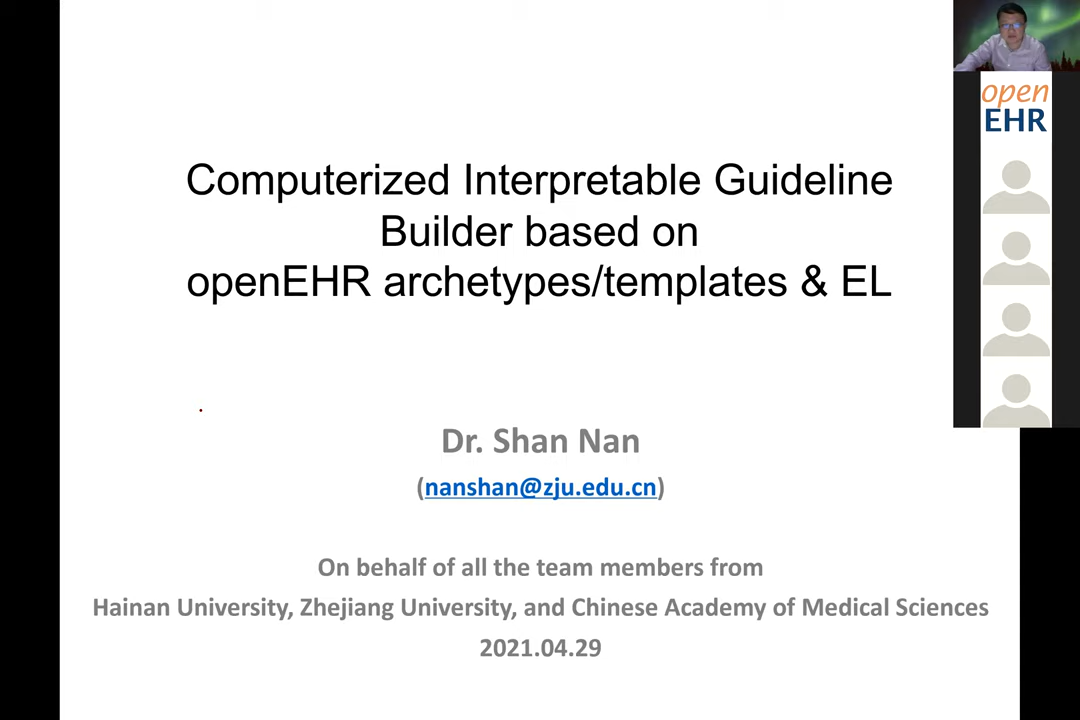 open
EHR
Computerized Interpretable Guideline
Builder based on
openEHR archetypes/templates & EL
Dr. Shan Nan
(nanshan@zju.edu.cn)
On behalf of all the team members from
Hainan University, Zhejiang University, and Chinese Academy of Medical Sciences
2021.04.29